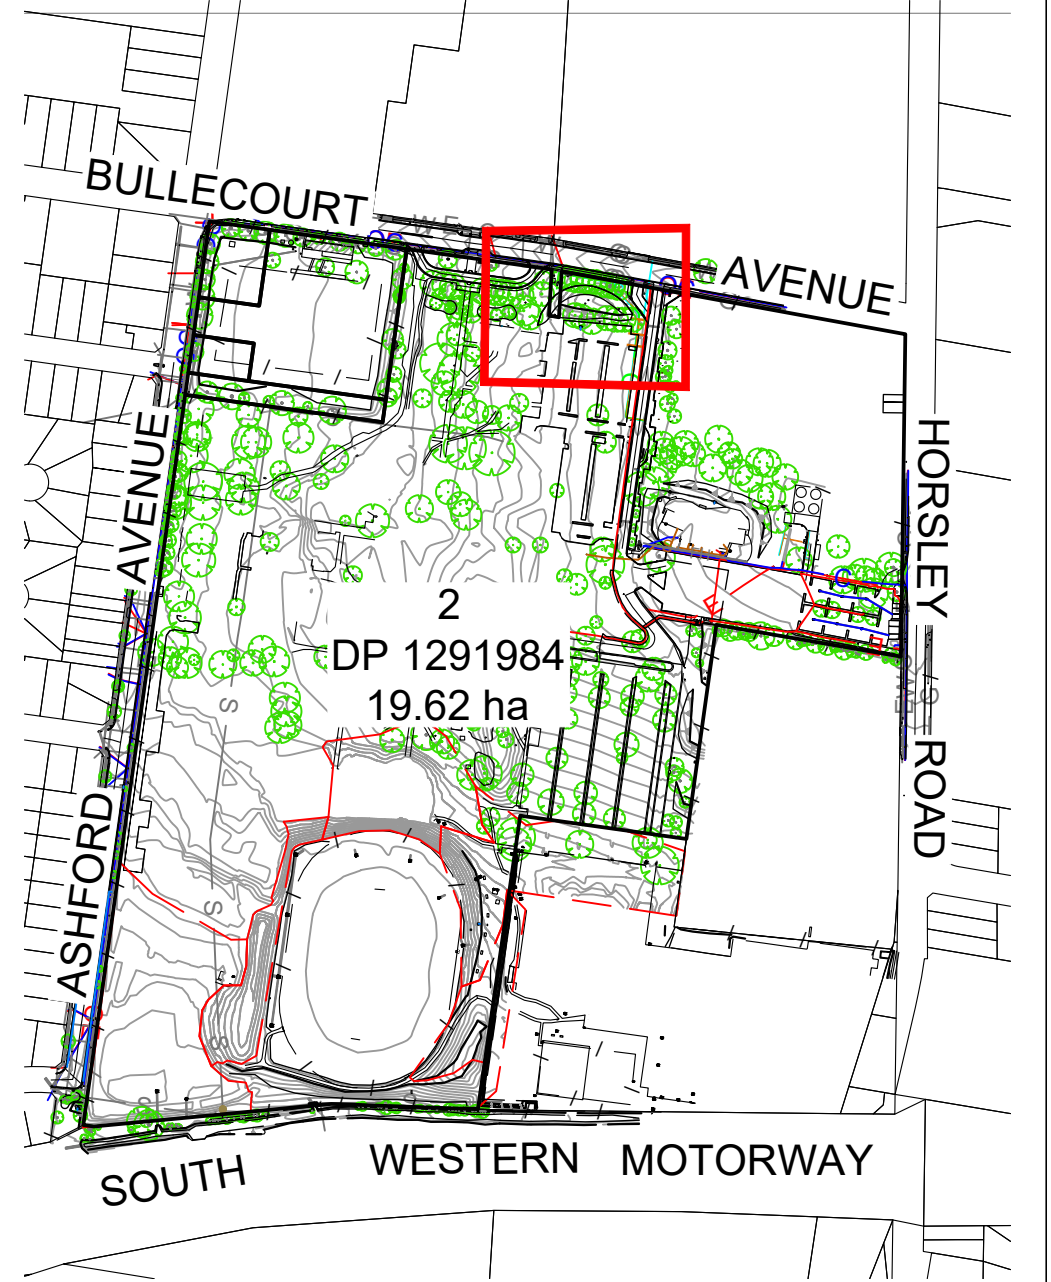 BULLECOURT
AVENUE
HORSLEY
ROAD
AVENUE
ASHFORD
2
DP 1291984
19.62 ha
S
S
S
SOUTH
WESTERN MOTORWAY